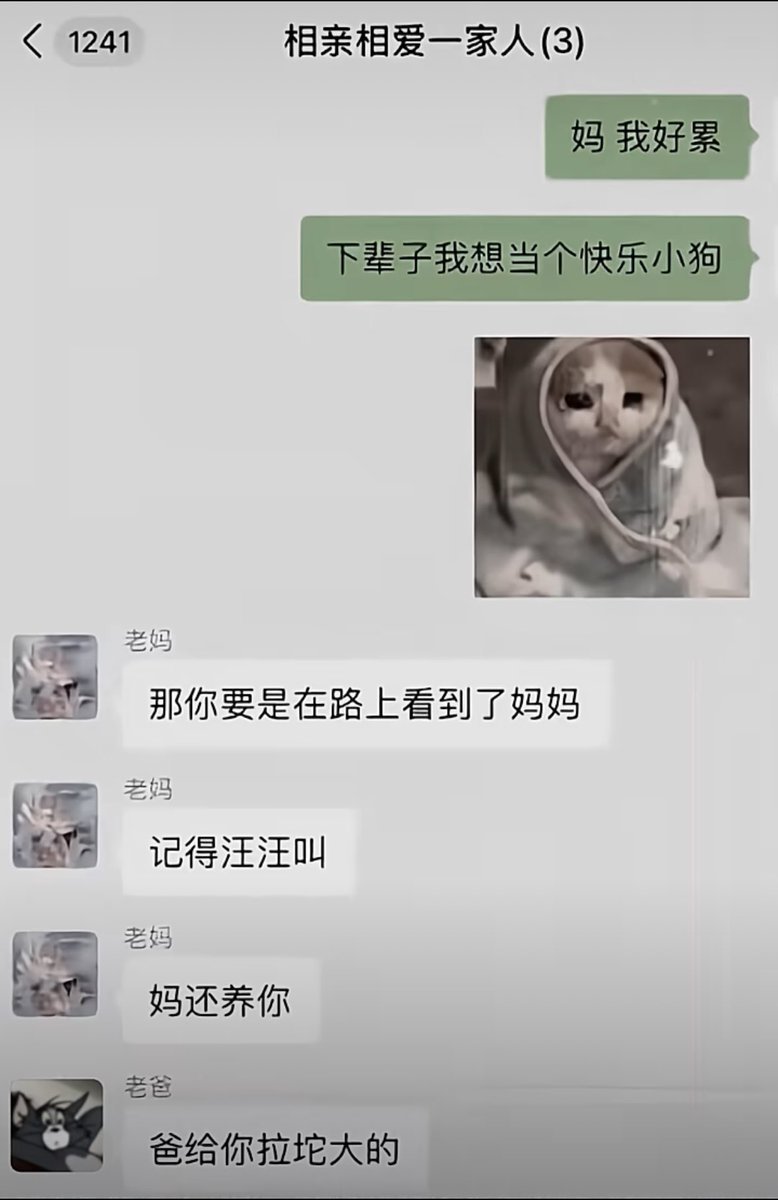 1241
相亲相爱一家人(3)
妈 我好累
下辈子我想当个快乐小狗
老妈
那你要是在路上看到了妈妈
老妈
记得汪汪叫
老妈
妈还养你
老爸
爸给你拉坨大的